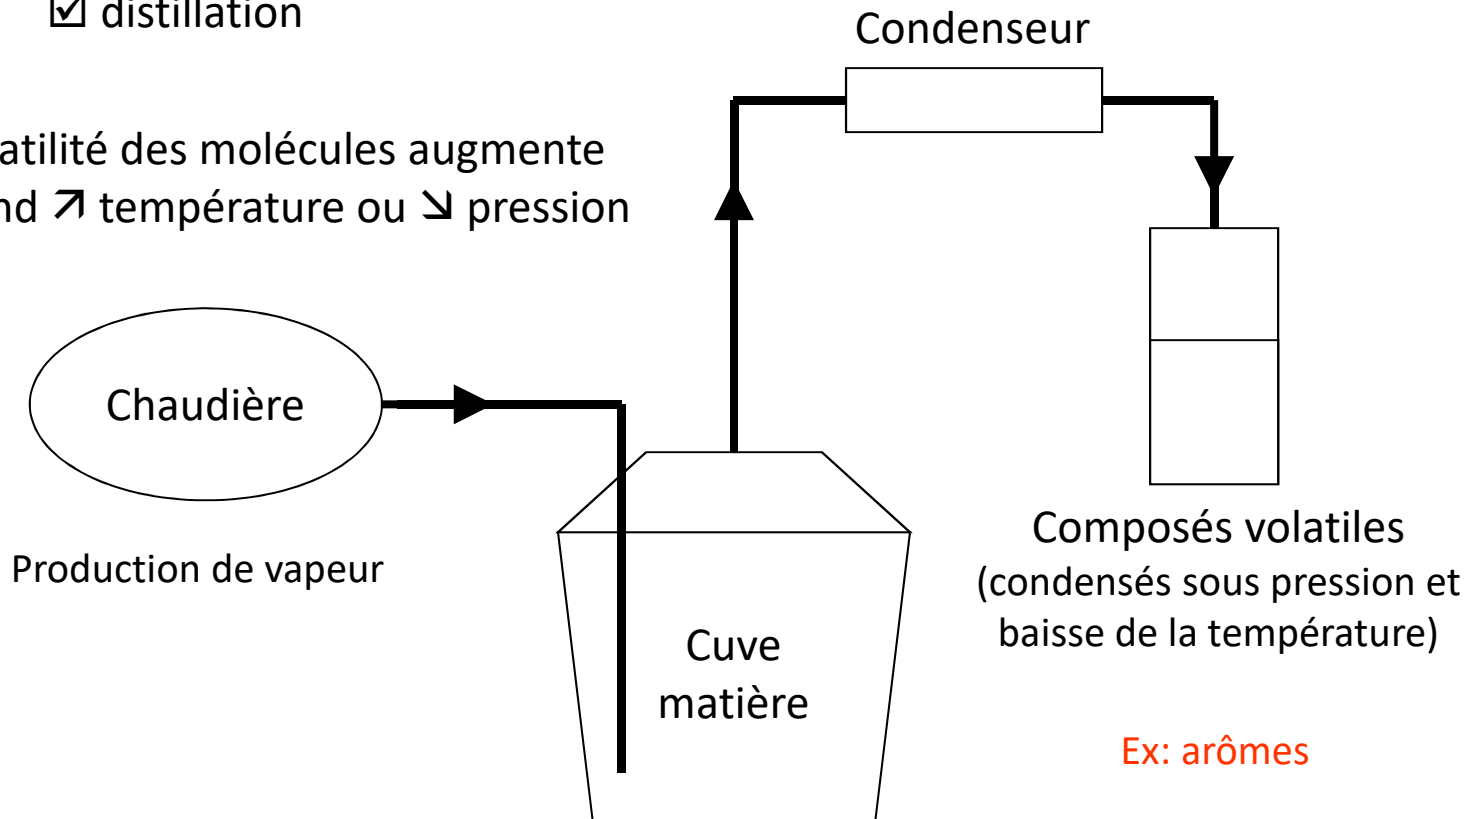 ☑ distillation
Condenseur
atilité des molécules augmente
nd ↗ température ou ↘ pression
Chaudière
Production de vapeur
Cuve
matière
Composés volatiles
(condensés sous pression et
baisse de la température)
Ex: arômes